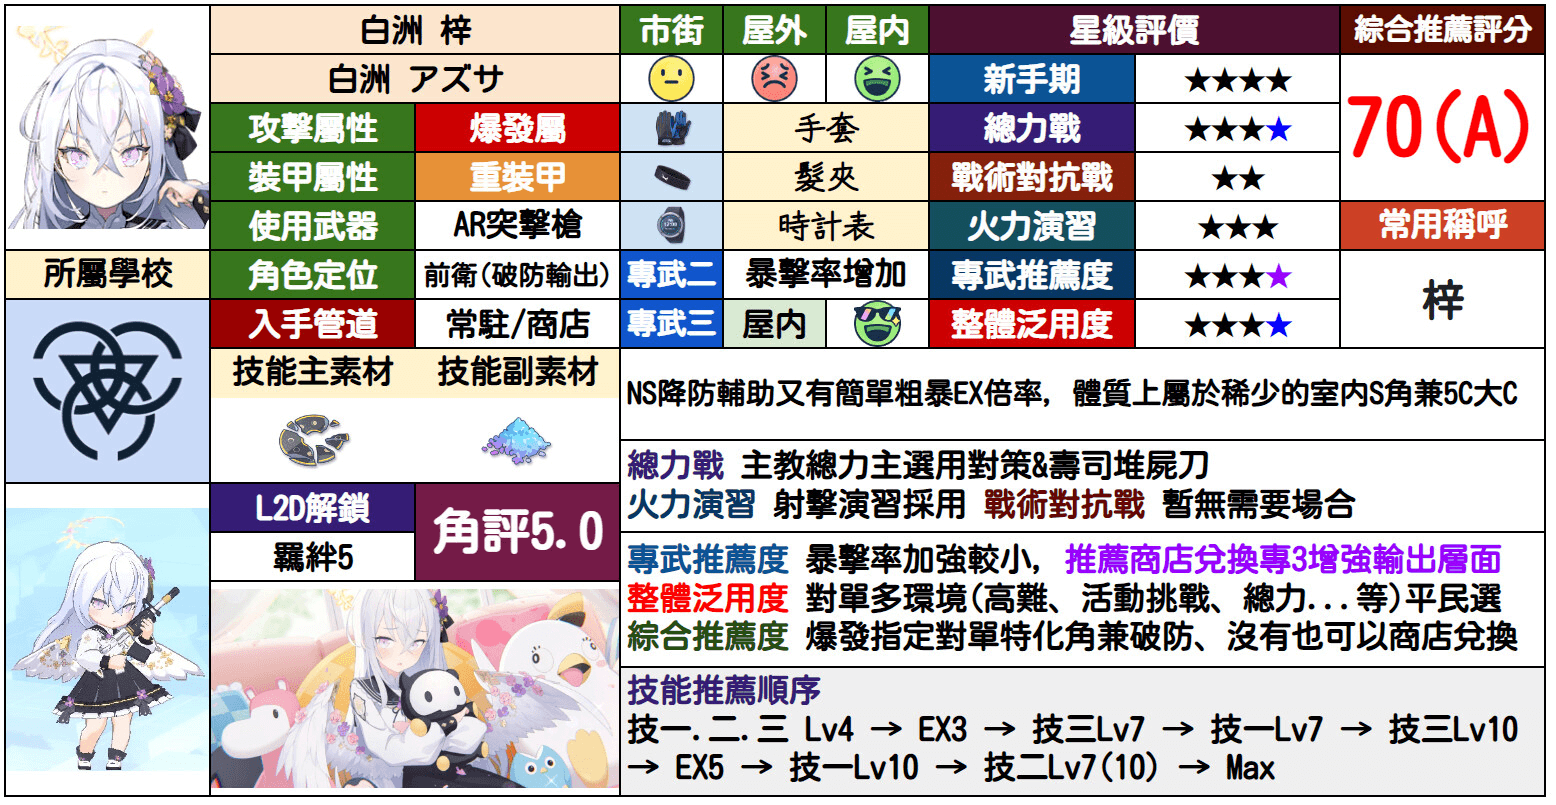 白洲 梓
市街
屋外
屋内
星級評價
綜合推薦評分
白洲 アズサ
新手期
★★★★
70(A)
攻擊屬性
爆發屬
手套
總力戰
★★★★
裝甲屬性
重裝甲
髮夾
戰術對抗戰
★★
使用武器
AR突擊槍
時計表
火力演習
★★★
常用稱呼
所屬學校
角色定位
前衛(破防輸出)
專武二
暴擊率增加
專武推薦度
★★★★
梓
入手管道
常駐/商店
專武三
屋内
整體泛用度
★★★★
技能主素材
技能副素材
NS降防輔助又有簡單粗暴EX倍率, 體質上屬於稀少的室内S角兼5C大C
總力戰 主教總力主選用對策&壽司堆屍刀
火力演習 射擊演習採用 戰術對抗戰 暫無需要場合
L2D解鎖
角評5.0
羈絆5
專武推薦度 暴擊率加強較小, 推薦商店兌換專3增強輸出層面
整體泛用度 對單多環境(高難、活動挑戰、總力...等)平民選
綜合推薦度 爆發指定對單特化角兼破防、沒有也可以商店兌換
技能推薦順序
技一.二.三 Lv4 → EX3 → 技三Lv7 → 技一Lv7 → 技三Lv10
→ EX5 → 技一Lv10 → 技二Lv7(10) → Max